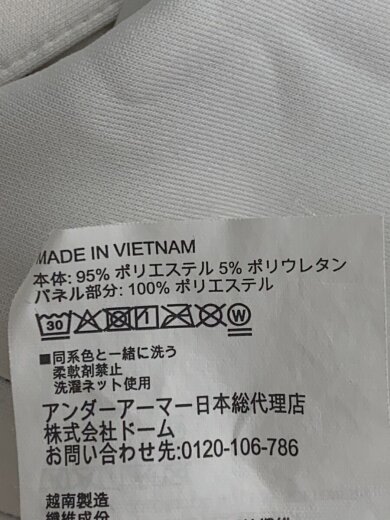 MADE IN VIETNAM
本体: 95% ポリエステル 5% ポリウレタン
パネル部分: 100% ポリエステル
30 W
■同系色と一緒に洗う
柔軟剤禁止
洗濯ネット使用
アンダーアーマー日本総代理店
株式会社ドーム
お問い合わせ先:0120-106-786
越南製造
纖維成份